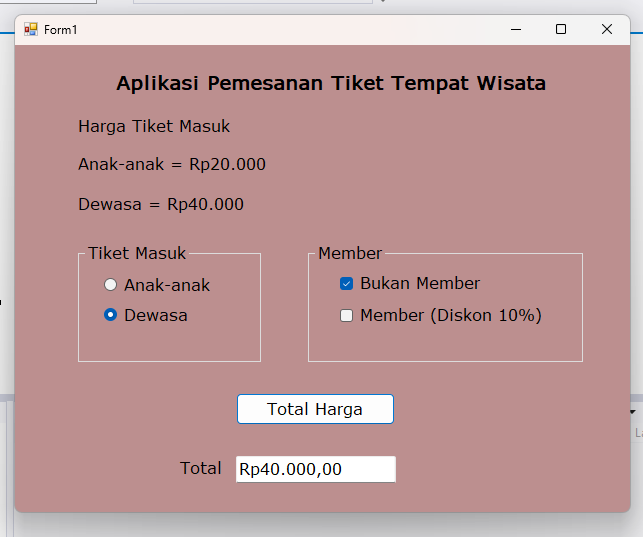 Form1
Aplikasi Pemesanan Tiket Tempat Wisata
Harga Tiket Masuk
Anak-anak = Rp20.000
Dewasa = Rp40.000
Tiket Masuk
Anak-anak
Dewasa
Member
Bukan Member
Member (Diskon 10%)
Total Harga
Total Rp40.000,00